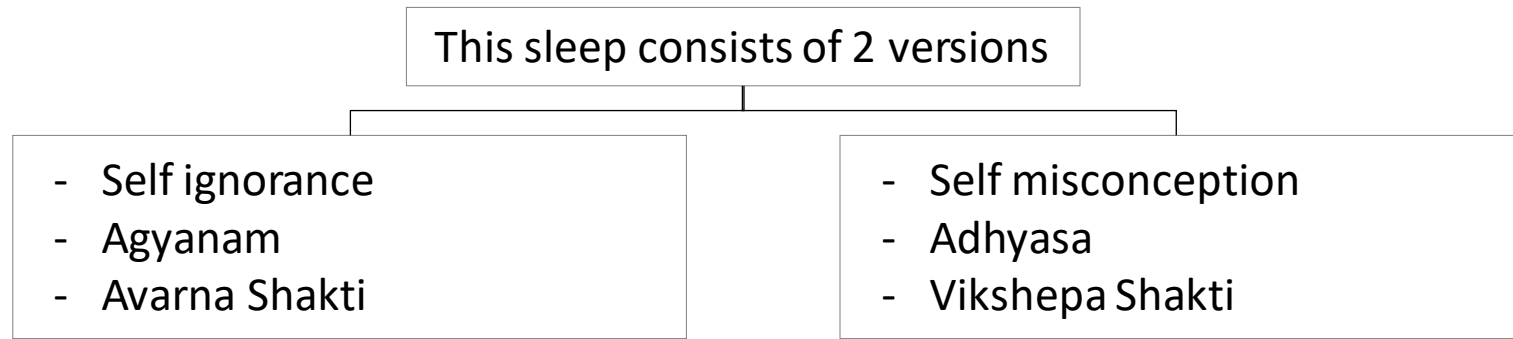 This sleep consists of 2 versions
- Self ignorance
- Agyanam
- Avarna Shakti
- Self misconception
- Adhyasa
- Vikshepa Shakti